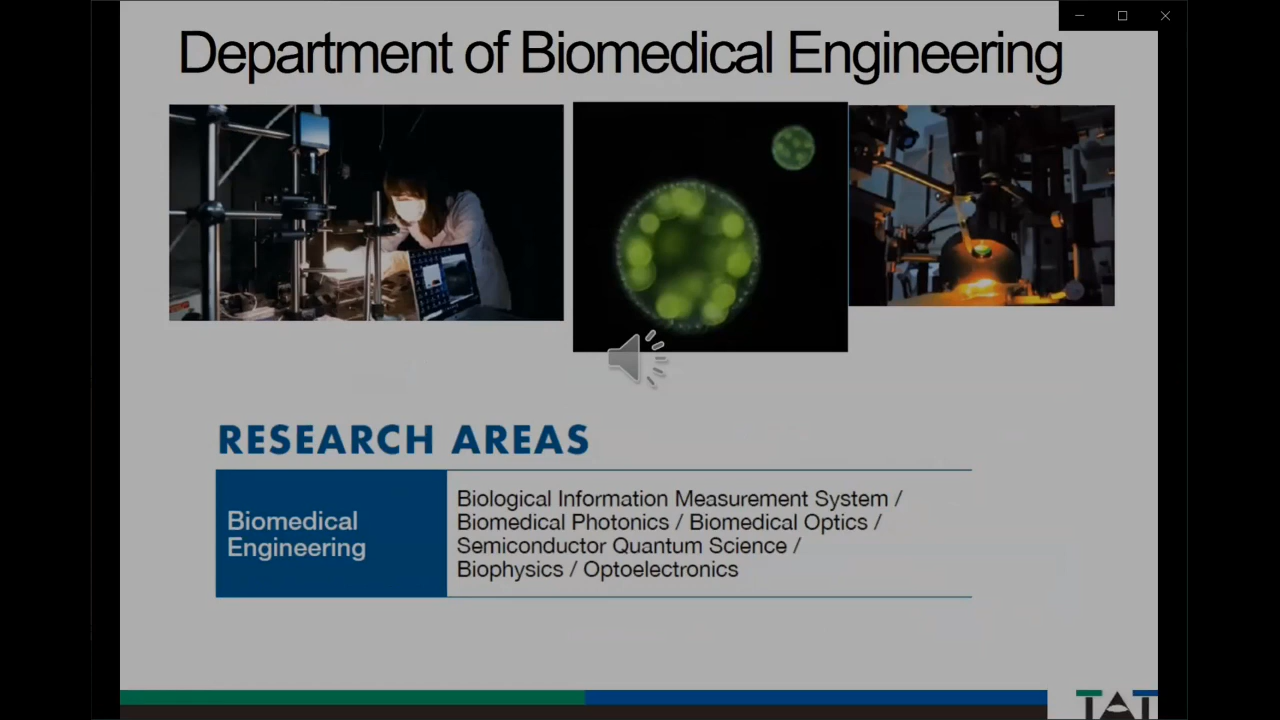 Department of Biomedical Engineering
RESEARCH AREAS
Biomedical
Engineering
Biological Information Measurement System /
Biomedical Photonics / Biomedical Optics /
Semiconductor Quantum Science /
Biophysics / Optoelectronics
TAT